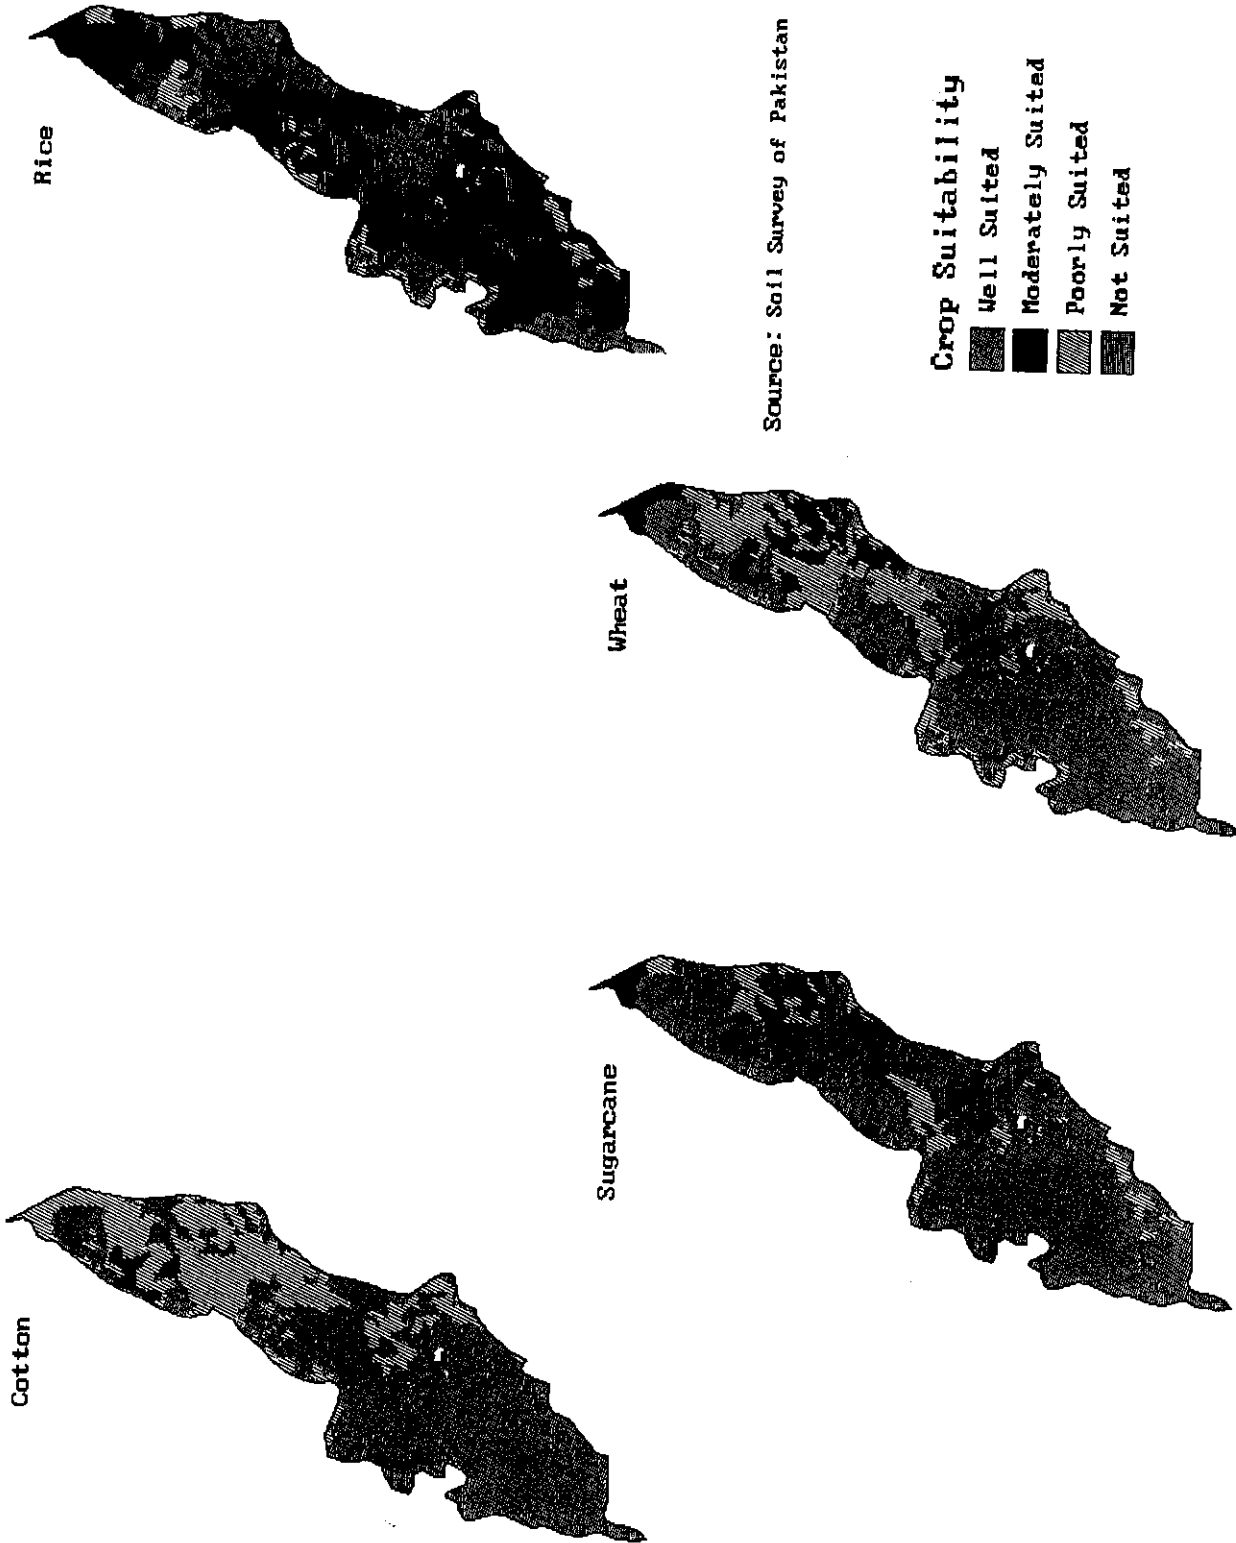 Cotton
Rice
Sugarcane
Wheat
Source: Soil Survey of Pakistan
Crop Suitability
Well Suited
Moderately Suited
Poorly Suited
Not Suited